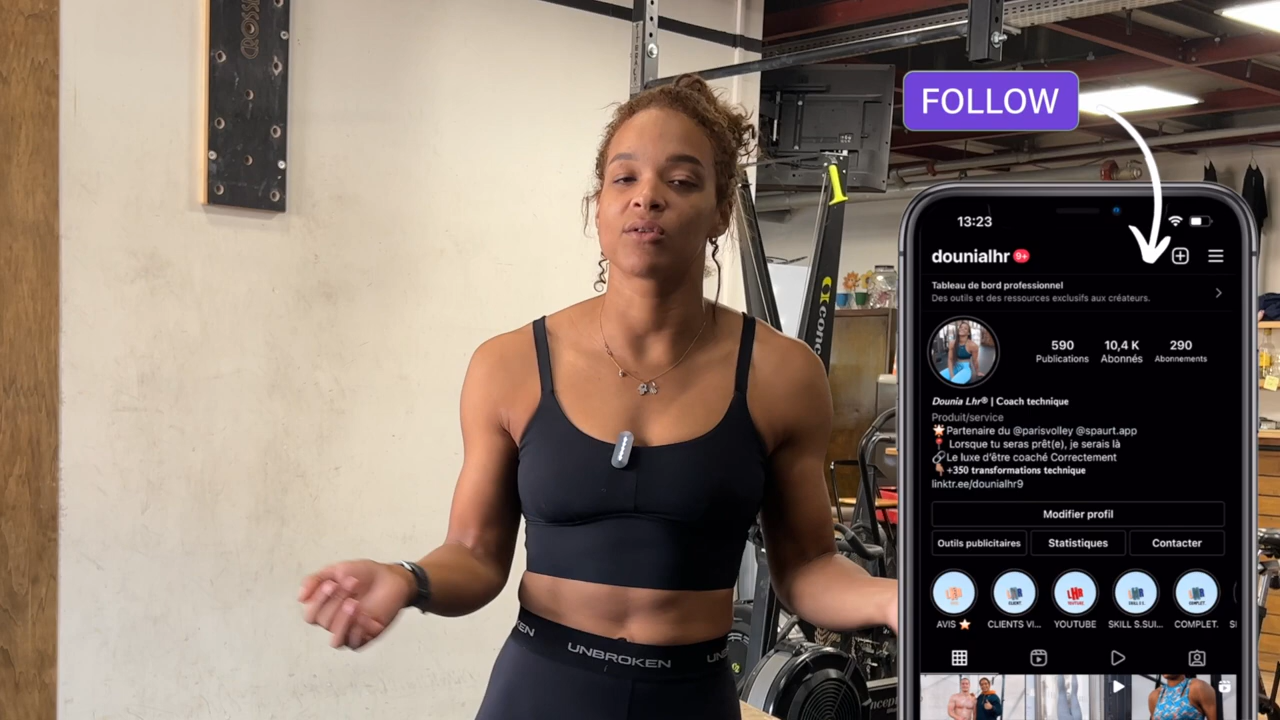 FOLLOW
13:23
dounialhr 9+
Tableau de bord professionnel
Des outils et des ressources exclusifs aux créateurs.
590 10,4 K 290
Publications Abonnés Abonnements
Dounia Lhr® | Coach technique
Produit/service
Partenaire du @parisvolley @spaurt.app
Lorsque tu seras prêt(e), je serais là
Le luxe d'être coaché Correctement
+350 transformations technique
linktr.ee/dounialhr9
Modifier profil
Outils publicitaires Statistiques Contacter
AVIS CLIENTS VI... YOUTUBE SKILL S.SUI... COMPLET.
UNBROKEN